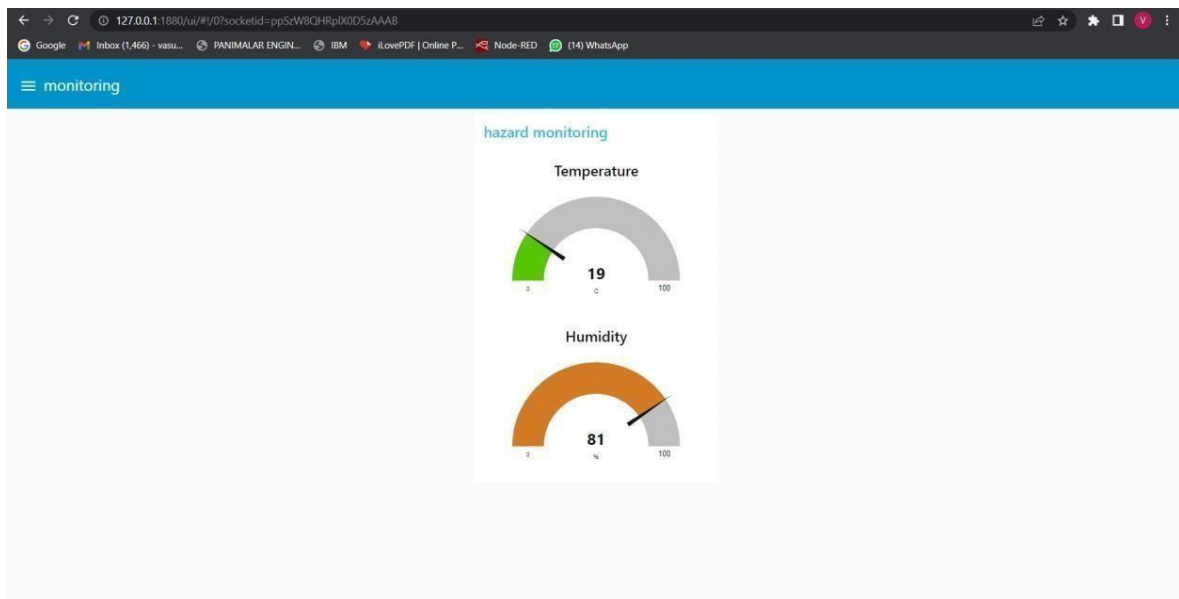 127.0.0.1:1880/ui/#!/0?socketid=ppSzW8QHRplX0D5zAAAB
Google Inbox (1,466) - vasu... PANIMALAR ENGIN... IBM iLovePDF | Online P... Node-RED (14) WhatsApp
monitoring
hazard monitoring
Temperature
19
0 C 100
Humidity
81
0 % 100
V